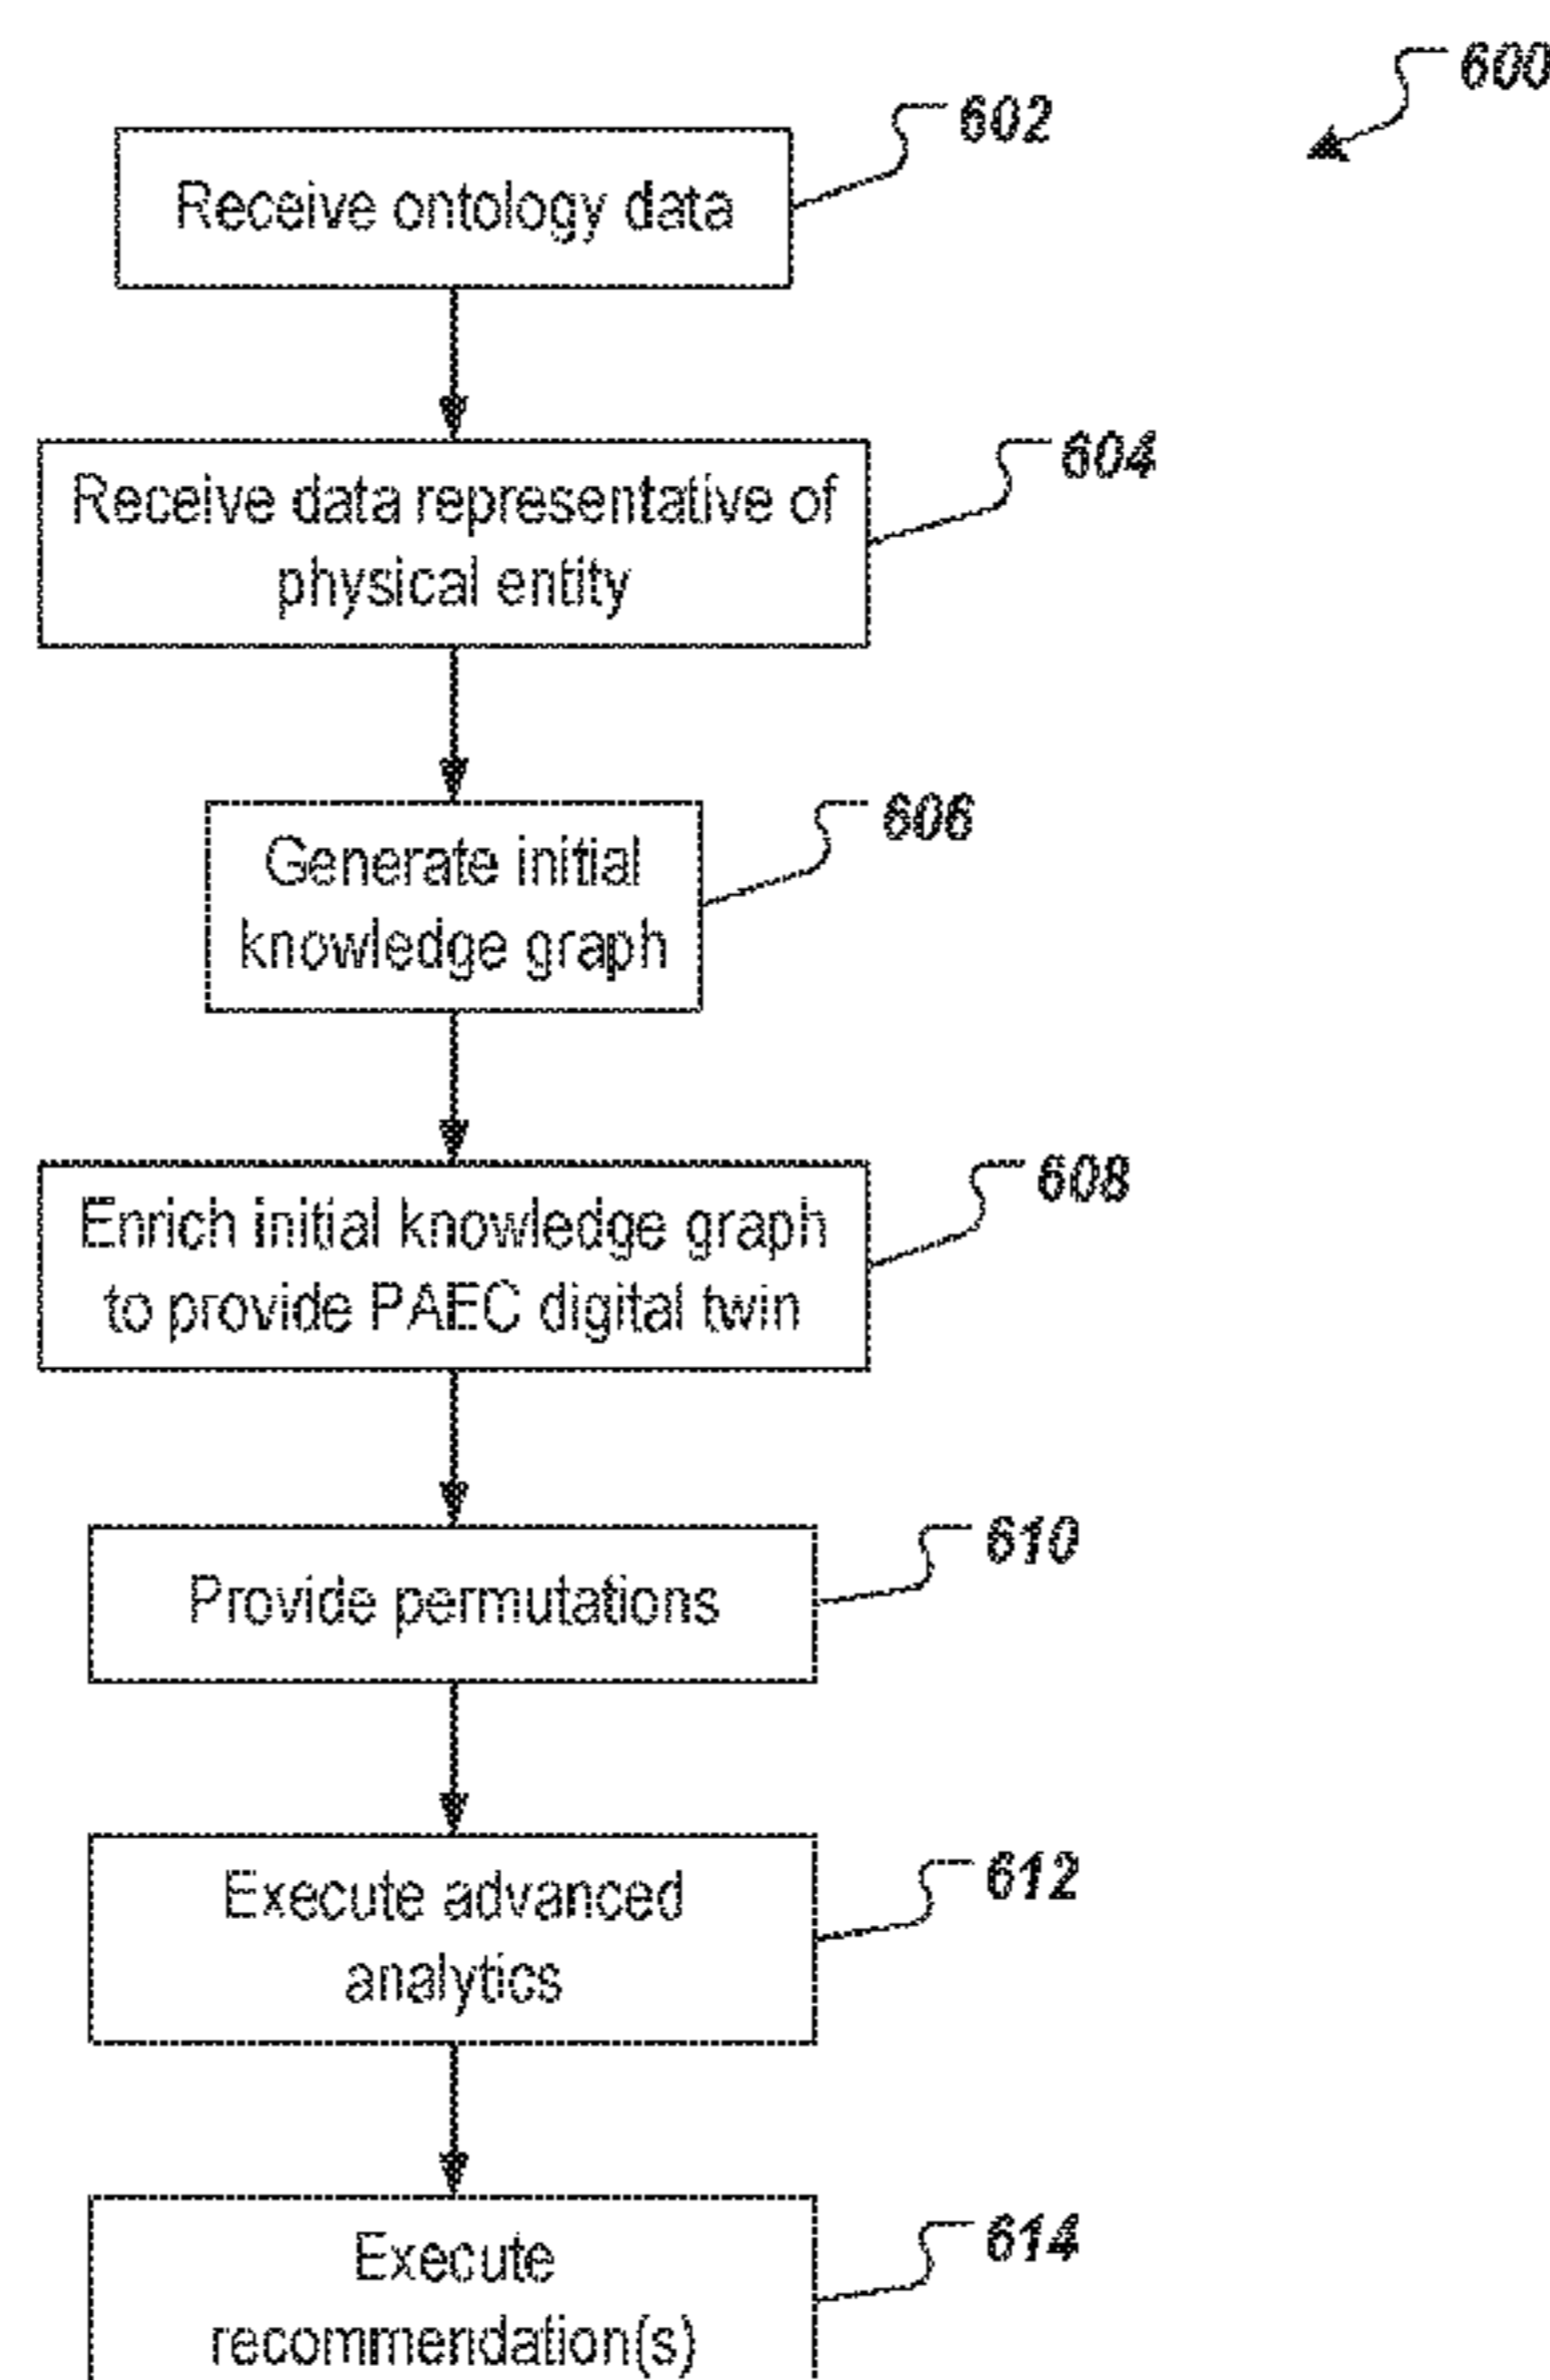 600
602
Receive ontology data
604
Receive data representative of
physical entity
606
Generate initial
knowledge graph
608
Enrich initial knowledge graph
to provide PAEC digital twin
610
Provide permutations
612
Execute advanced
analytics
614
Execute
recommendation(s)